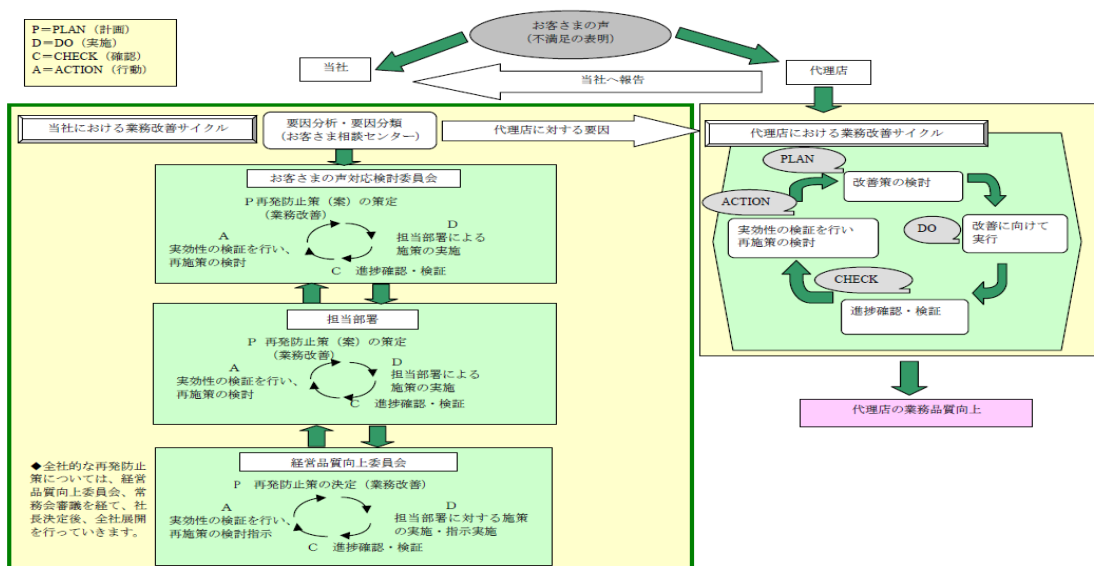 P＝PLAN（計画）
D＝DO（実施）
C＝CHECK（確認）
A＝ACTION（行動）
お客さまの声
（不満足の表明）
当社
代理店
当社へ報告
当社における業務改善サイクル
要因分析・要因分類
（お客さま相談センター）
代理店に対する要因
お客さまの声対応検討委員会
P 再発防止策（案）の策定
（業務改善）
D
担当部署による
施策の実施
C　進捗確認・検証
A
実効性の検証を行い、
再施策の検討
担当部署
P 再発防止策（案）の策定
（業務改善）
D
担当部署による
施策の実施
C　進捗確認・検証
A
実効性の検証を行い、
再施策の検討
経営品質向上委員会
P　再発防止策の決定（業務改善）
D
担当部署に対する施策
の実施・指示実施
C　進捗確認・検証
A
実効性の検証を行い、
再施策の検討指示
◆全社的な再発防止
策については、経営
品質向上委員会、常
務会審議を経て、社
長決定後、全社展開
を行っていきます。
代理店における業務改善サイクル
PLAN
改善策の検討
DO
改善に向けて
実行
CHECK
進捗確認・検証
ACTION
実効性の検証を行い
再施策の検討
代理店の業務品質向上